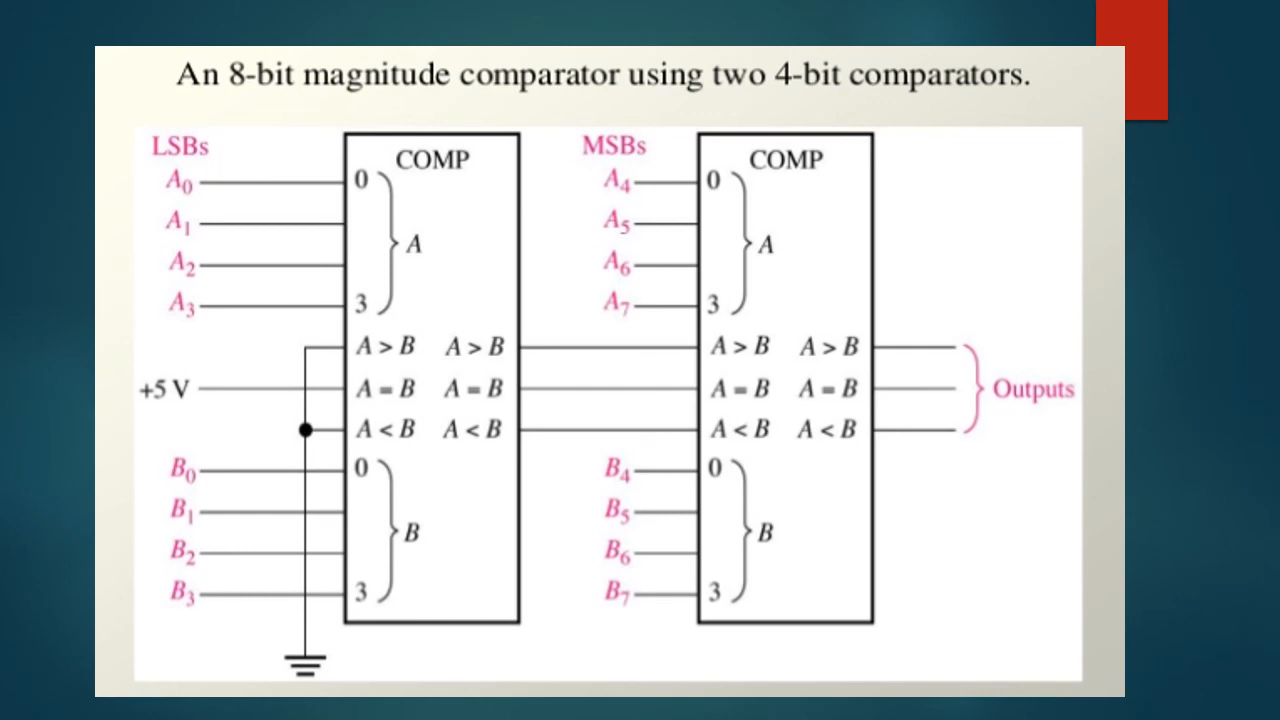 An 8-bit magnitude comparator using two 4-bit comparators.
LSBs
COMP
A0
0
A1
A
A2
A3
3
A > B A > B
+5 V
A = B A = B
A < B A < B
B0
0
B1
B
B2
B3
3
MSBs
COMP
A4
0
A5
A
A6
A7
3
A > B A > B
A = B A = B
Outputs
A < B A < B
B4
0
B5
B
B6
B7
3